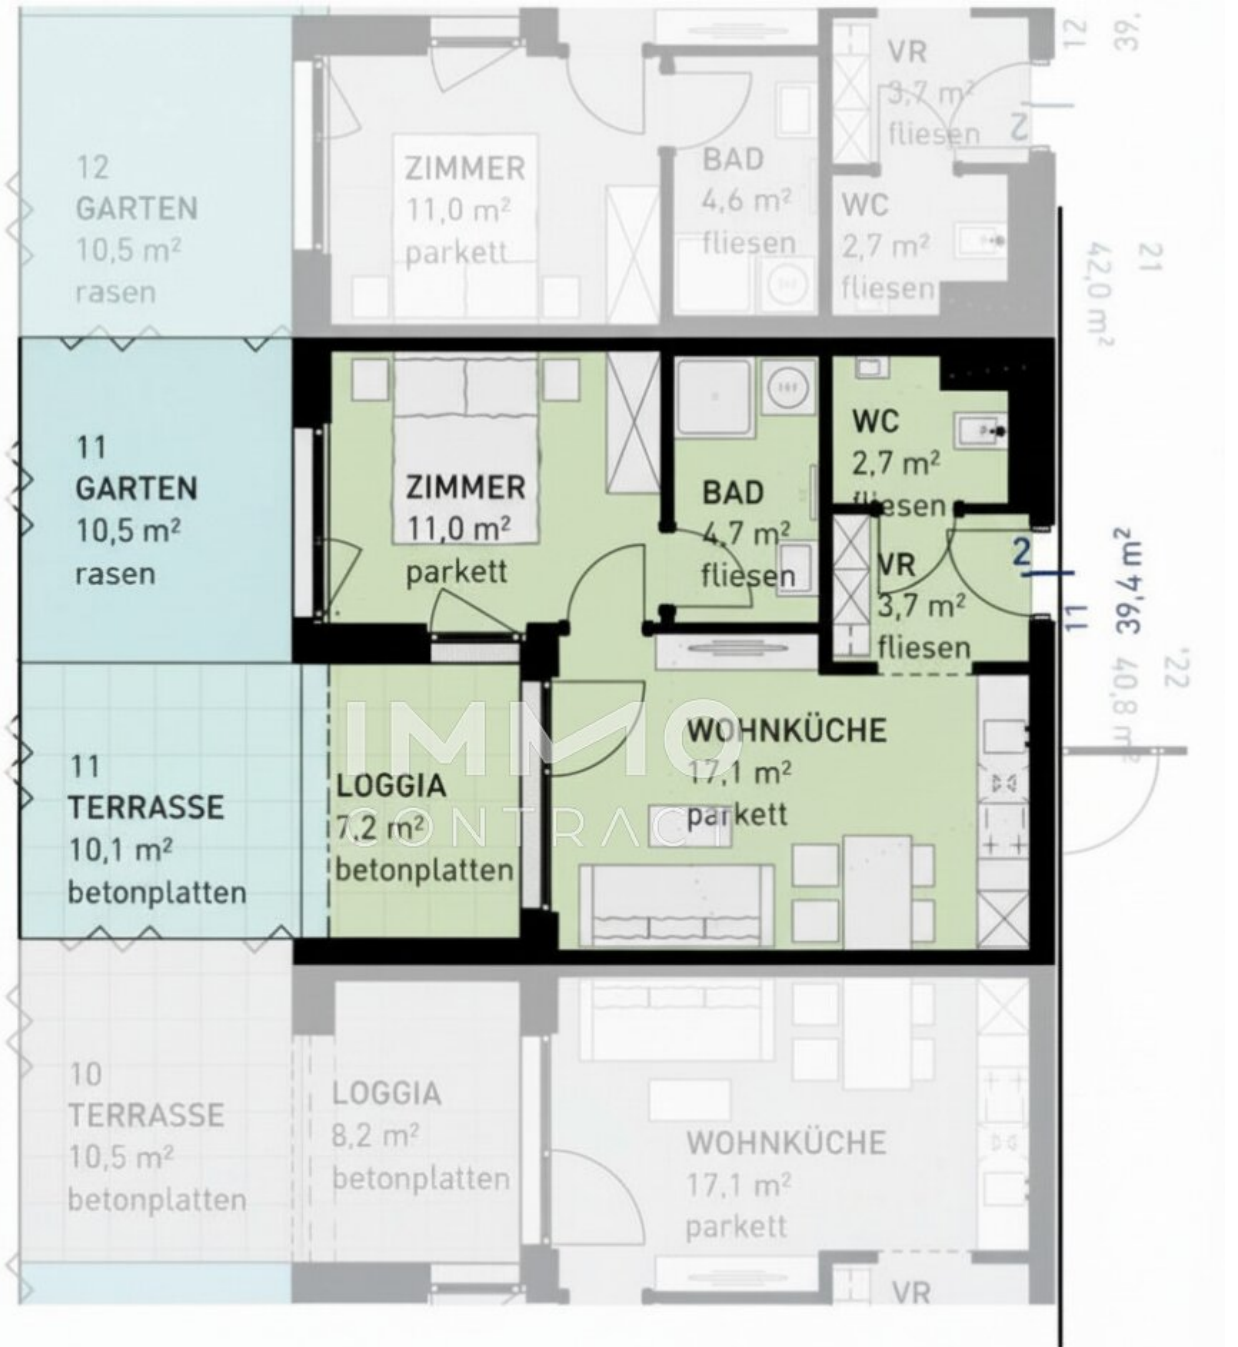 12
GARTEN
10,5 m²
rasen
ZIMMER
11,0 m²
parkett
BAD
4,6 m²
fliesen
VR
3,7 m²
fliesen
2
WC
2,7 m²
fliesen
12
39,
21
42,0 m²
11
GARTEN
10,5 m²
rasen
ZIMMER
11,0 m²
parkett
BAD
4,7 m²
fliesen
WC
2,7 m²
fliesen
VR
3,7 m²
fliesen
2
11
39,4 m²
22
40,8 m²
11
TERRASSE
10,1 m²
betonplatten
LOGGIA
7,2 m²
betonplatten
WOHNKÜCHE
17,1 m²
parkett
IMMO
CONTRACT
10
TERRASSE
10,5 m²
betonplatten
LOGGIA
8,2 m²
betonplatten
WOHNKÜCHE
17,1 m²
parkett
VR